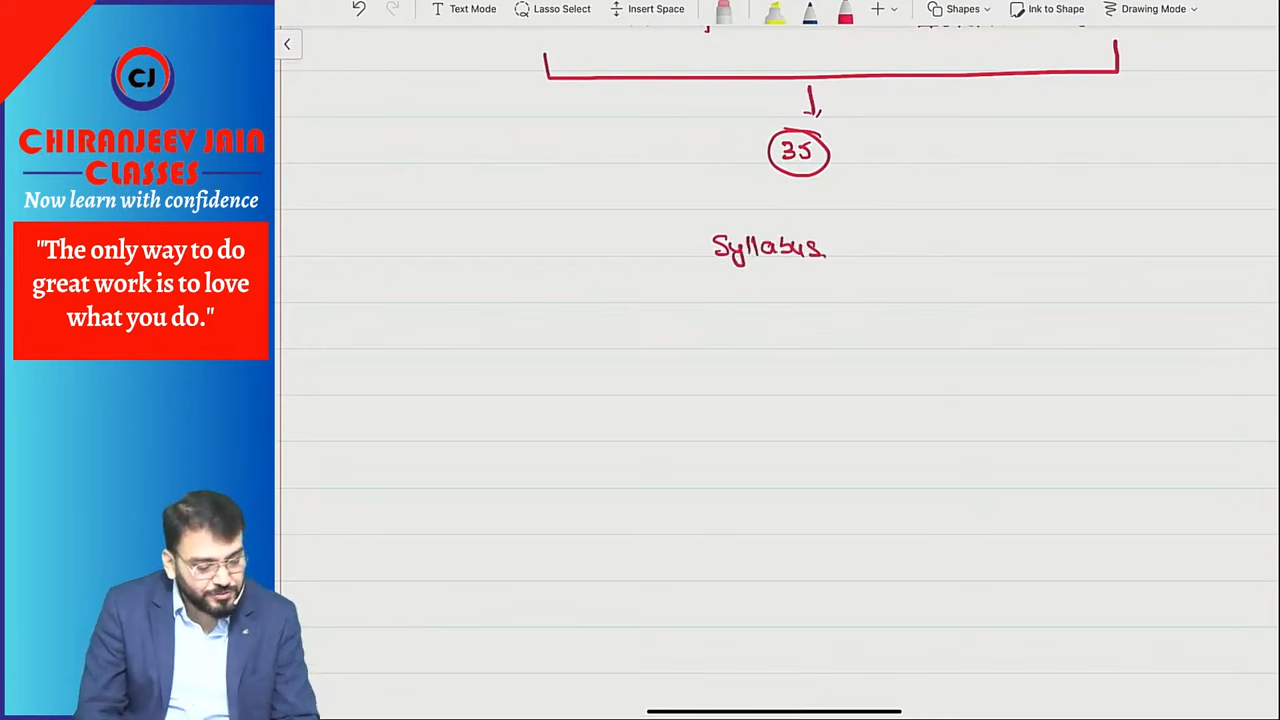 Text Mode
Lasso Select
Insert Space
Shapes
Ink to Shape
Drawing Mode
CJ
CHIRANJEEV JAIN
CLASSES
Now learn with confidence
"The only way to do
great work is to love
what you do."
35
Syllabus